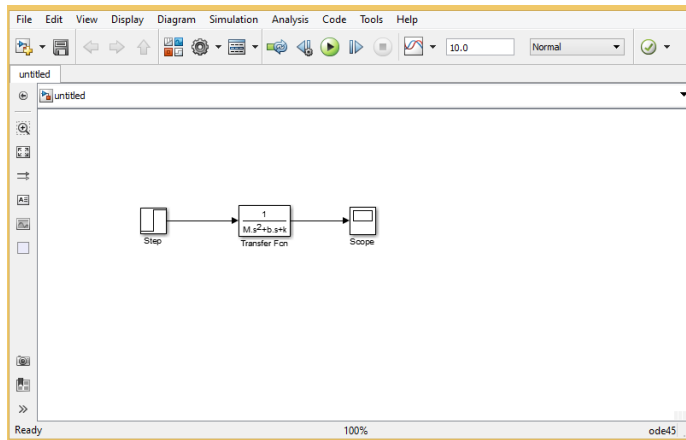 File Edit View Display Diagram Simulation Analysis Code Tools Help
10.0 Normal
untitled
untitled
1
M.s²+b.s+k
Step Transfer Fcn Scope
Ready 100% ode45